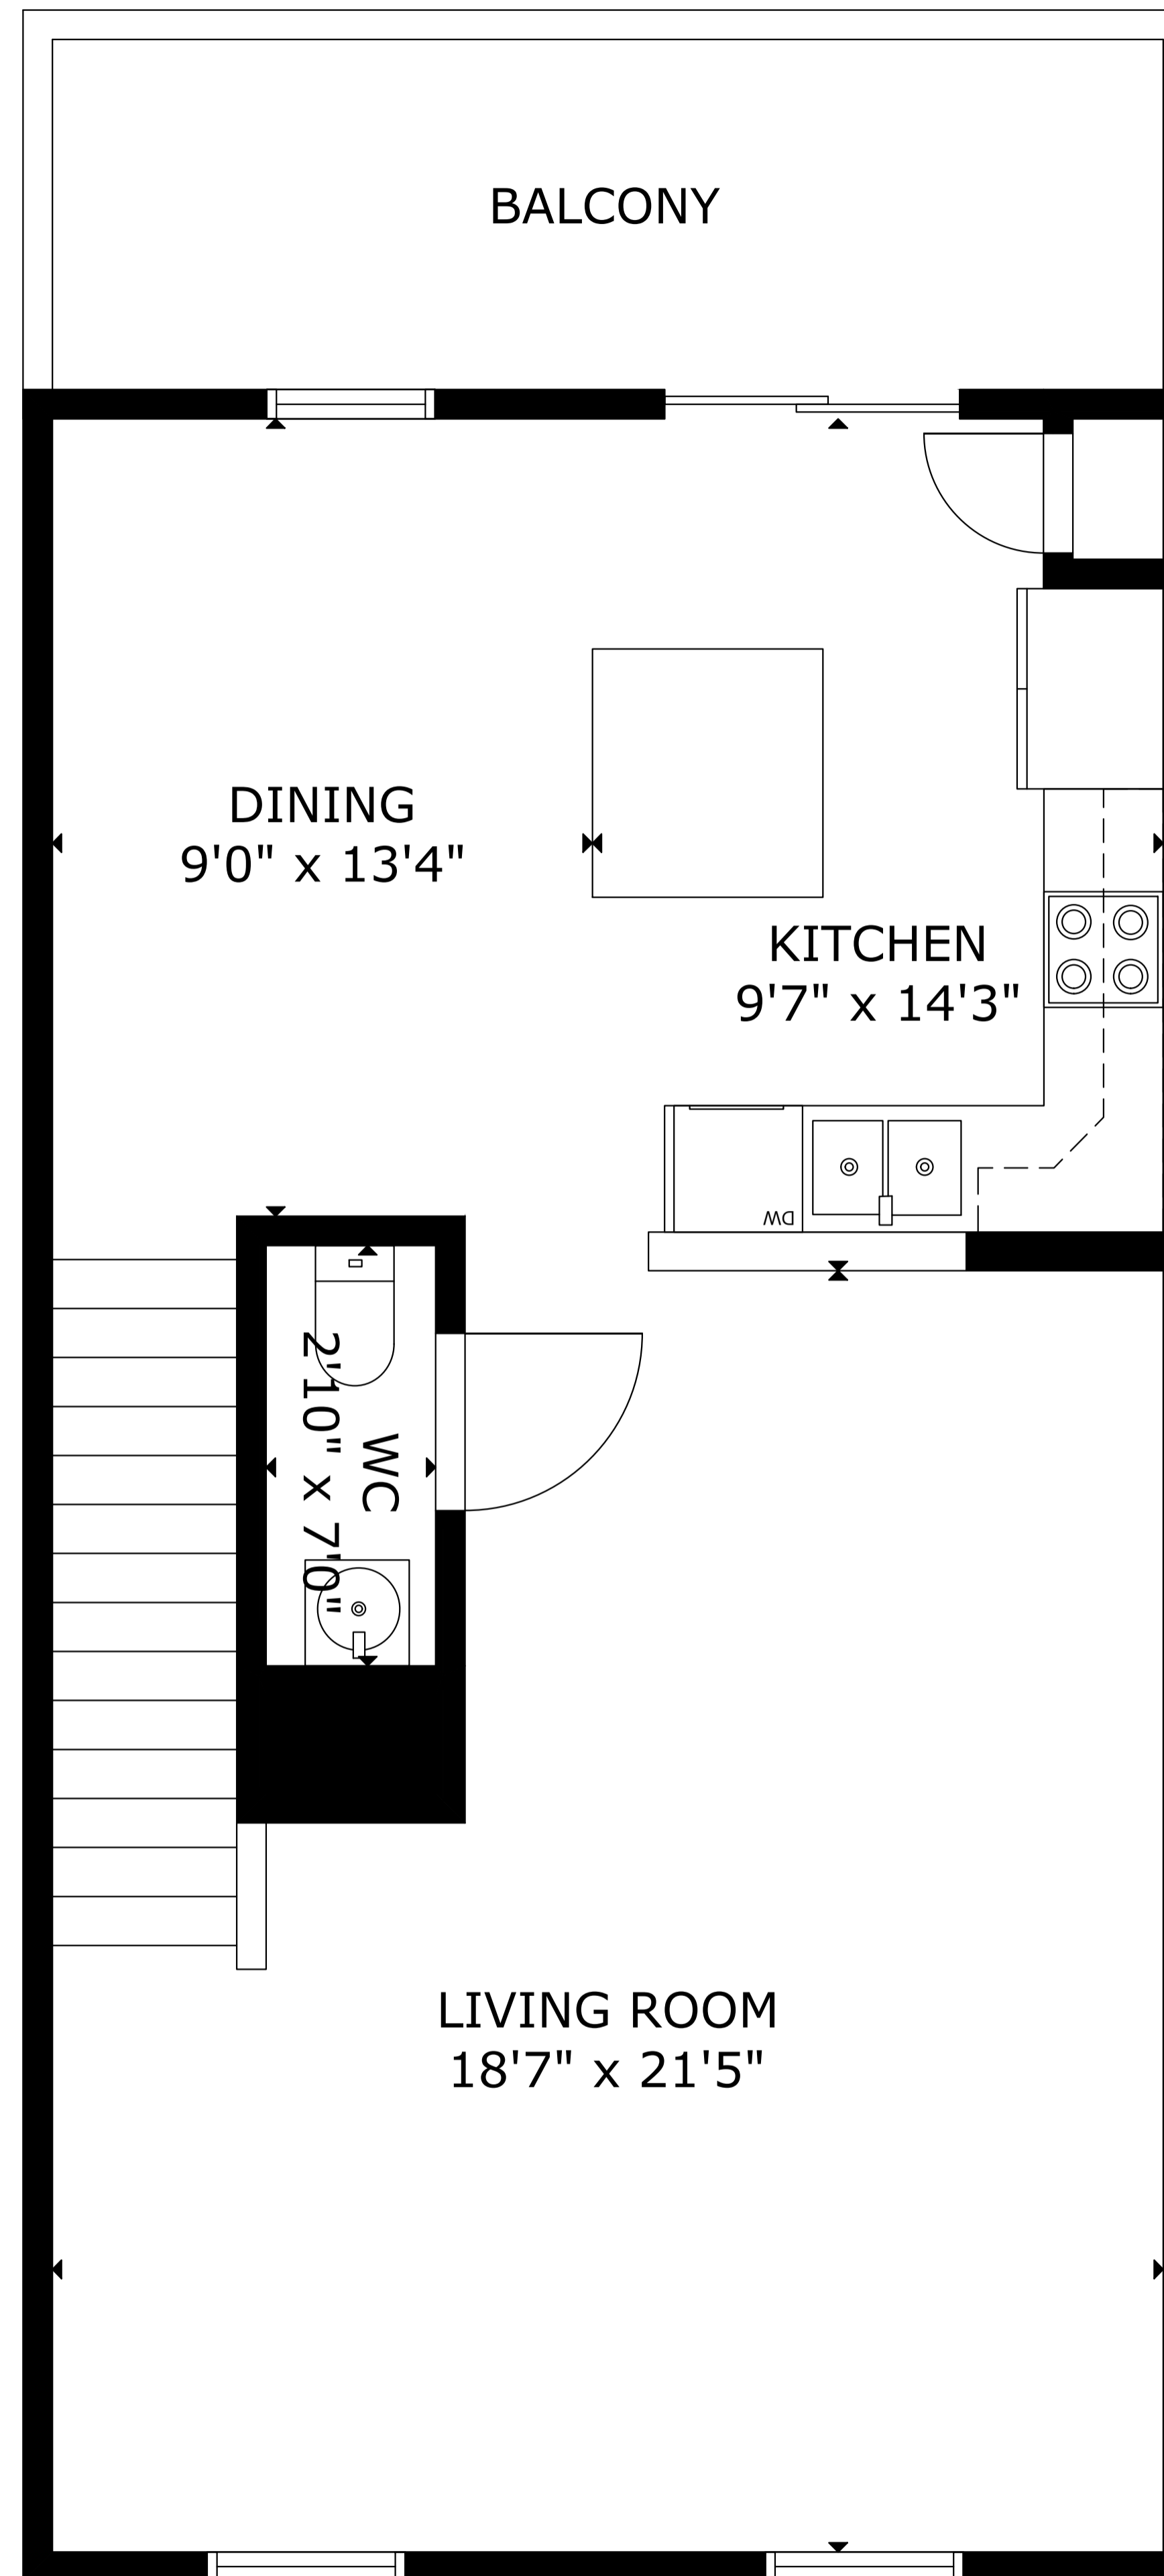 BALCONY
DINING
9'0" x 13'4"
KITCHEN
9'7" x 14'3"
DW
WC
2'10" x 7'0"
LIVING ROOM
18'7" x 21'5"